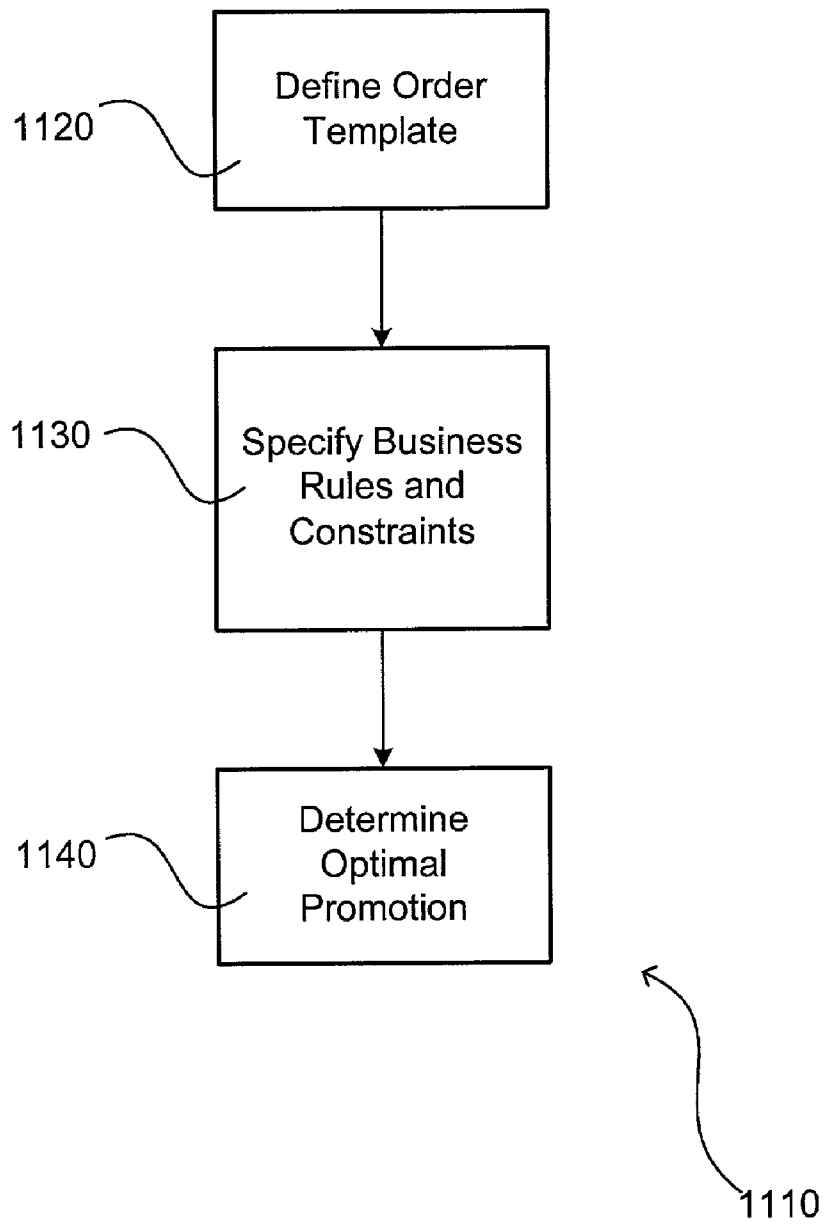 Define Order
Template
1120
Specify Business
Rules and
Constraints
1130
Determine
Optimal
Promotion
1140
1110